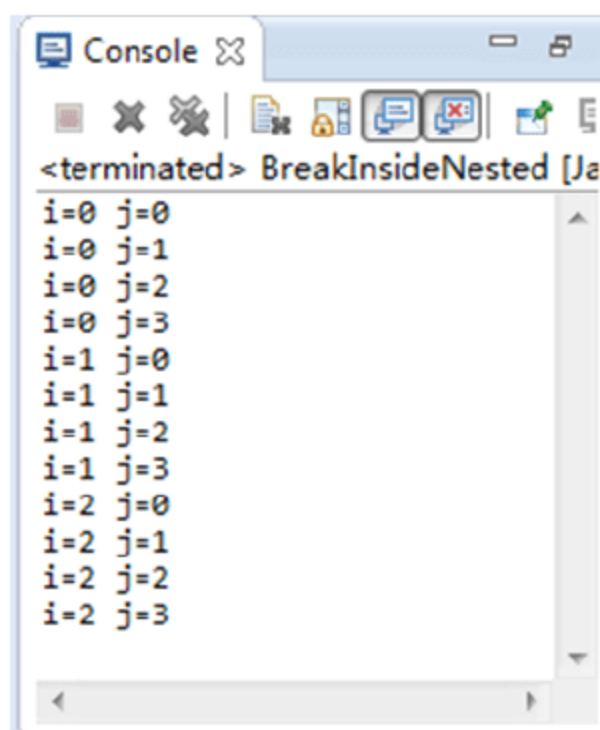 Console
<terminated> BreakInsideNested [Ja
i=0 j=0
i=0 j=1
i=0 j=2
i=0 j=3
i=1 j=0
i=1 j=1
i=1 j=2
i=1 j=3
i=2 j=0
i=2 j=1
i=2 j=2
i=2 j=3